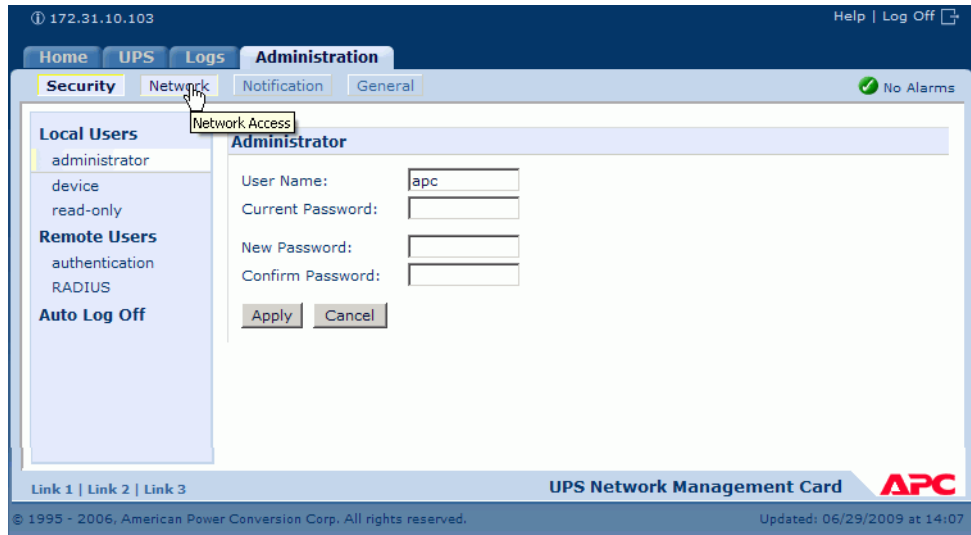 172.31.10.103
Help | Log Off
Home UPS Logs Administration
Security Network Notification General
No Alarms
Network Access
Local Users
administrator
device
read-only
Remote Users
authentication
RADIUS
Auto Log Off
Administrator
User Name: apc
Current Password:
New Password:
Confirm Password:
Apply Cancel
Link 1 | Link 2 | Link 3
UPS Network Management Card
APC
© 1995 - 2006, American Power Conversion Corp. All rights reserved.
Updated: 06/29/2009 at 14:07